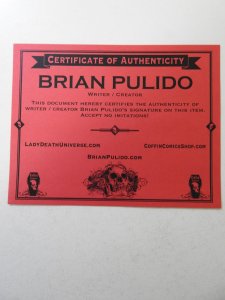 CERTIFICATE OF AUTHENTICITY
BRIAN PULIDO
WRITER / CREATOR
THIS DOCUMENT HEREBY CERTIFIES THE AUTHENTICITY OF
WRITER / CREATOR BRIAN PULIDO'S SIGNATURE ON THIS ITEM.
ACCEPT NO IMITATIONS!
LADYDEATHUNIVERSE.COM
COFFINCOMICSSHOP.COM
BRIANPULIDO.COM